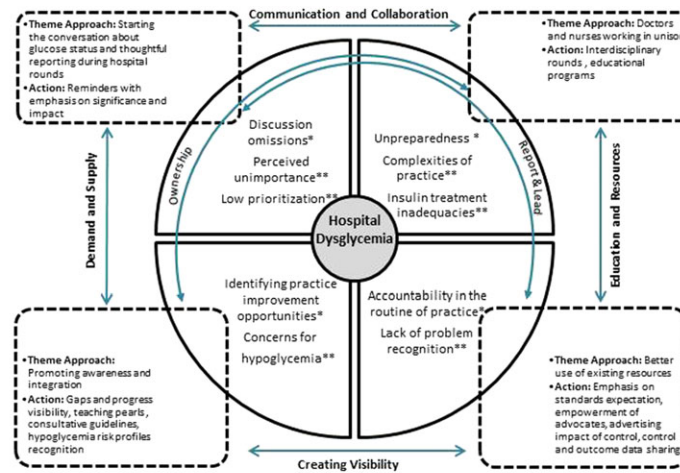 Communication and Collaboration
• Theme Approach: Starting
the conversation about
glucose status and thoughtful
reporting during hospital
rounds
• Action: Reminders with
emphasis on significance and
impact
• Theme Approach: Doctors
and nurses working in unison
• Action: Interdisciplinary
rounds , educational
programs
Demand and Supply
Ownership
Discussion
omissions*
Perceived
unimportance**
Low prioritization**
Unpreparedness *
Complexities of
practice**
Insulin treatment
inadequacies**
Report & Lead
Education and Resources
Hospital
Dysglycemia
Identifying practice
improvement
opportunities*
Concerns for
hypoglycemia**
Accountability in the
routine of practice*
Lack of problem
recognition**
• Theme Approach:
Promoting awareness and
integration
• Action: Gaps and progress
visibility, teaching pearls,
consultative guidelines,
hypoglycemia risk profiles
recognition
• Theme Approach: Better
use of existing resources
• Action: Emphasis on
standards expectation,
empowerment of
advocates, advertising
impact of control, control
and outcome data sharing
Creating Visibility